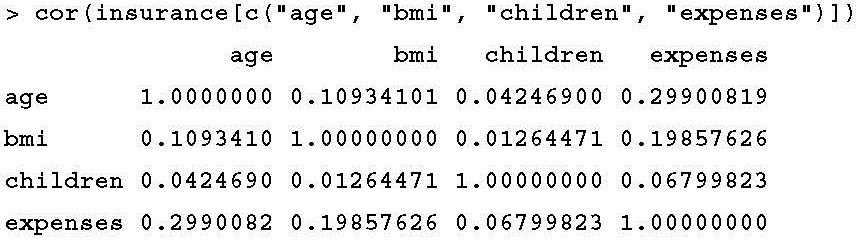 > cor(insurance[c("age", "bmi", "children", "expenses")])
age bmi children expenses
age 1.0000000 0.10934101 0.04246900 0.29900819
bmi 0.1093410 1.00000000 0.01264471 0.19857626
children 0.0424690 0.01264471 1.00000000 0.06799823
expenses 0.2990082 0.19857626 0.06799823 1.00000000